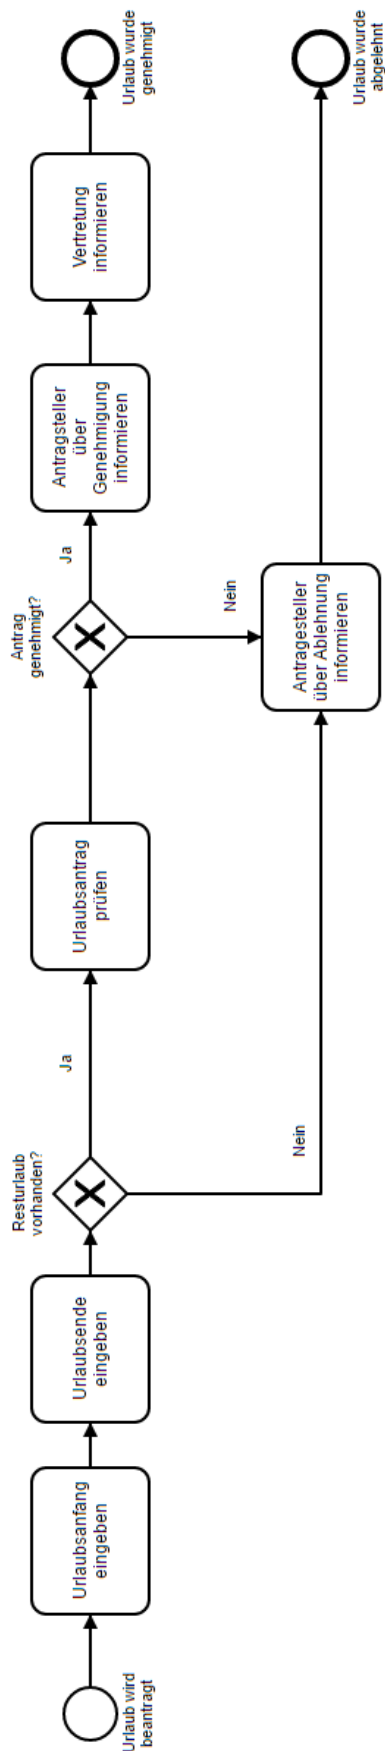 Urlaub wird
beantragt
Urlaubsanfang
eingeben
Urlaubsende
eingeben
Resturlaub
vorhanden?
Ja
Nein
Urlaubsantrag
prüfen
Antrag
genehmigt?
Ja
Nein
Antragsteller
über
Genehmigung
informieren
Antragesteller
über Ablehnung
informieren
Vertretung
informieren
Urlaub wurde
genehmigt
Urlaub wurde
abgelehnt